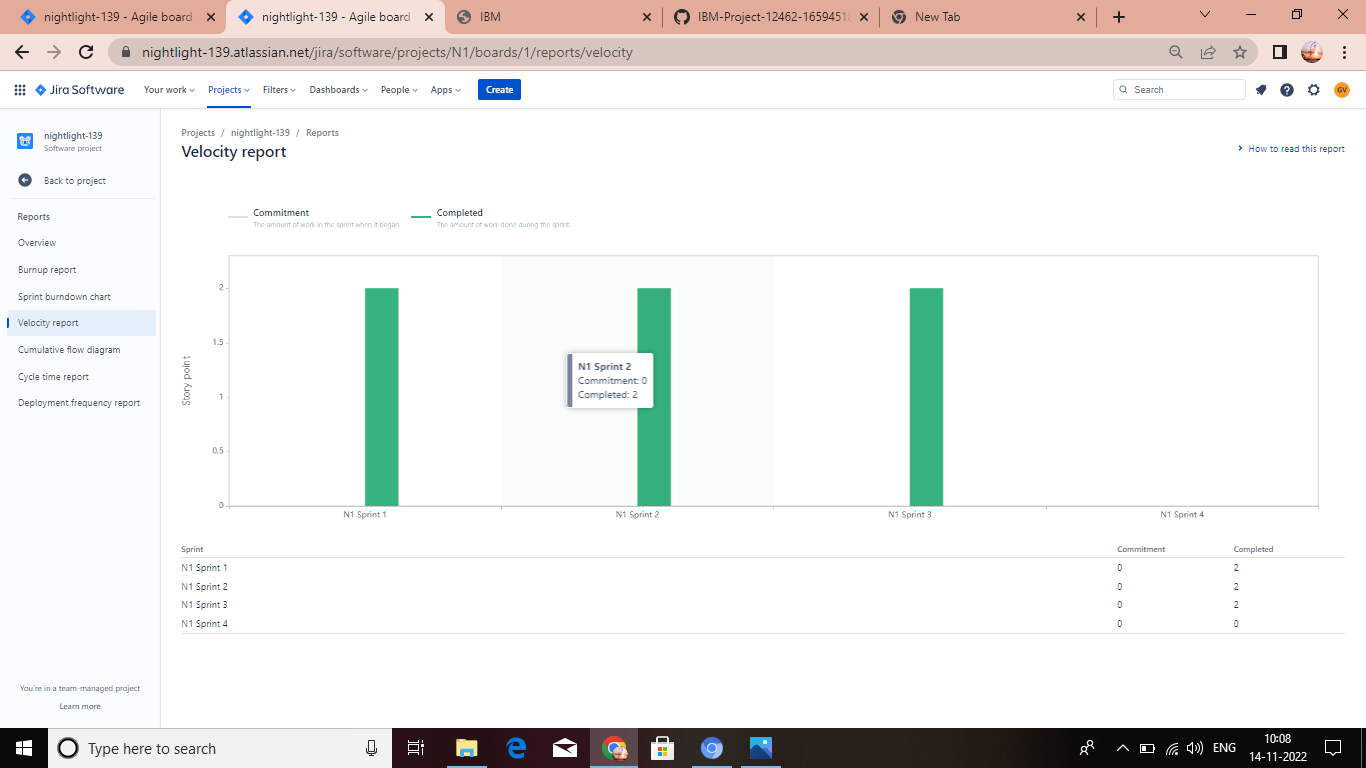 nightlight-139 - Agile board
nightlight-139 - Agile board
IBM
IBM-Project-12462-1659451
New Tab
nightlight-139.atlassian.net/jira/software/projects/N1/boards/1/reports/velocity
Jira Software
Your work
Projects
Filters
Dashboards
People
Apps
Create
Search
GV
nightlight-139
Software project
Back to project
Reports
Overview
Burnup report
Sprint burndown chart
Velocity report
Cumulative flow diagram
Cycle time report
Deployment frequency report
You're in a team-managed project
Learn more
Projects / nightlight-139 / Reports
Velocity report
How to read this report
Commitment
The amount of work in the sprint when it began.
Completed
The amount of work done during the sprint.
Story point
2
1.5
1
0.5
0
N1 Sprint 2
Commitment: 0
Completed: 2
N1 Sprint 1 N1 Sprint 2 N1 Sprint 3 N1 Sprint 4
Sprint Commitment Completed
N1 Sprint 1 0 2
N1 Sprint 2 0 2
N1 Sprint 3 0 2
N1 Sprint 4 0 0
Type here to search
ENG
10:08
14-11-2022